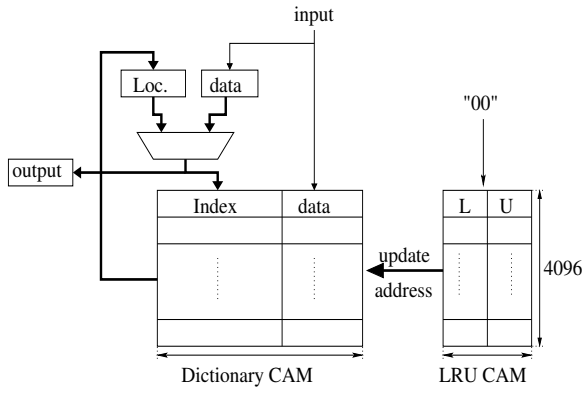 input
Loc.
data
"00"
output
Index
data
L
U
update
address
4096
Dictionary CAM
LRU CAM